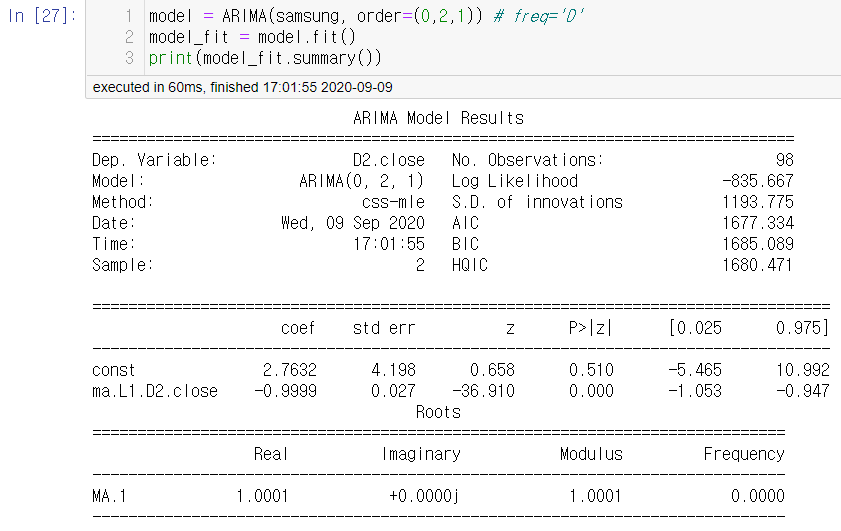 In [27]:
1 model = ARIMA(samsung, order=(0,2,1)) # freq='D'
2 model_fit = model.fit()
3 print(model_fit.summary())
executed in 60ms, finished 17:01:55 2020-09-09
ARIMA Model Results
==============================================================================
Dep. Variable: D2.close No. Observations: 98
Model: ARIMA(0, 2, 1) Log Likelihood -835.667
Method: css-mle S.D. of innovations 1193.775
Date: Wed, 09 Sep 2020 AIC 1677.334
Time: 17:01:55 BIC 1685.089
Sample: 2 HQIC 1680.471
==================================================================================
coef std err z P>|z| [0.025 0.975]
----------------------------------------------------------------------------------
const 2.7632 4.198 0.658 0.510 -5.465 10.992
ma.L1.D2.close -0.9999 0.027 -36.910 0.000 -1.053 -0.947
Roots
=============================================================================
Real Imaginary Modulus Frequency
-----------------------------------------------------------------------------
MA.1 1.0001 +0.0000j 1.0001 0.0000
-----------------------------------------------------------------------------